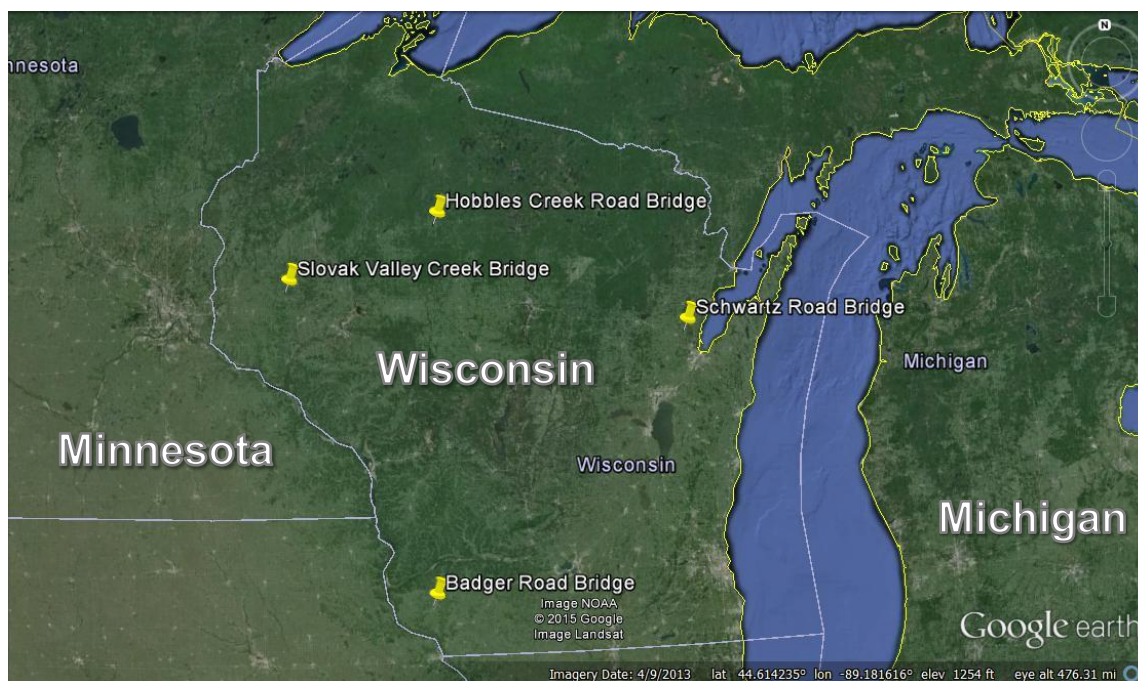 nnesota
N
Hobbles Creek Road Bridge
Slovak Valley Creek Bridge
Schwartz Road Bridge
Wisconsin
Michigan
Minnesota
Wisconsin
Michigan
Badger Road Bridge
Image NOAA
© 2015 Google
Image Landsat
Google earth
Imagery Date: 4/9/2013 lat 44.614235° lon -89.181616° elev 1254 ft eye alt 476.31 mi